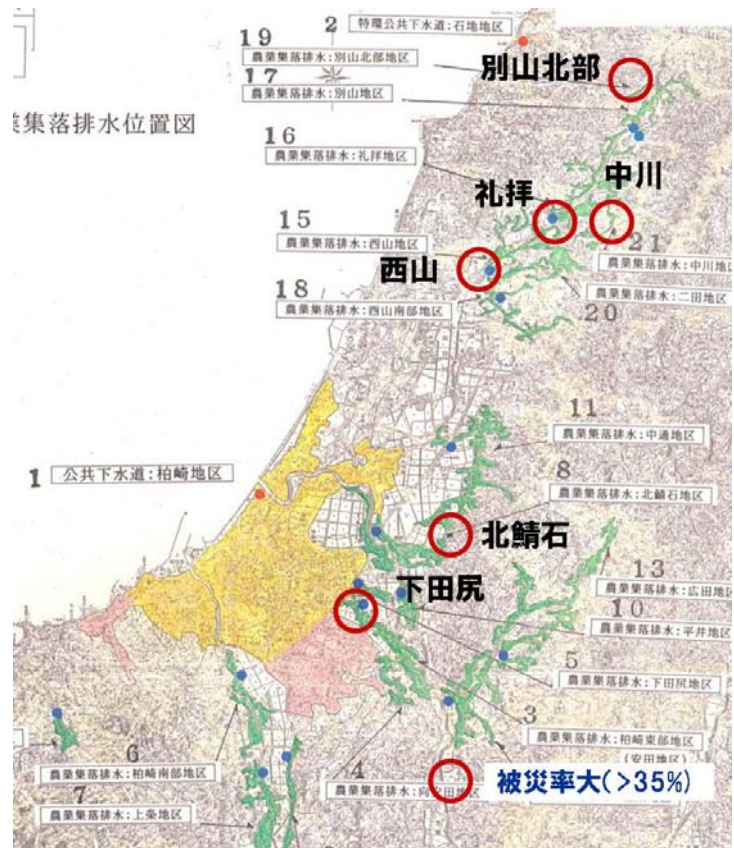 2 特環公共下水道：石地地区
19
農業集落排水：別山北部地区
別山北部
17
農業集落排水：別山地区
集落排水位置図
16
農業集落排水：礼拝地区
中川
礼拝
15
農業集落排水：西山地区
21
農業集落排水：中川地区
西山
18
農業集落排水：西山南部地区
農業集落排水：二田地区
20
11
農業集落排水：中通地区
8
農業集落排水：北鯖石地区
1 公共下水道：柏崎地区
北鯖石
13
農業集落排水：広田地区
下田尻
10
農業集落排水：平井地区
5
農業集落排水：下田尻地区
3
農業集落排水：柏崎東部地区
(安田地区)
6
農業集落排水：柏崎南部地区
4
農業集落排水：向安田地区
被災率大(>35%)
7
農業集落排水：上条地区